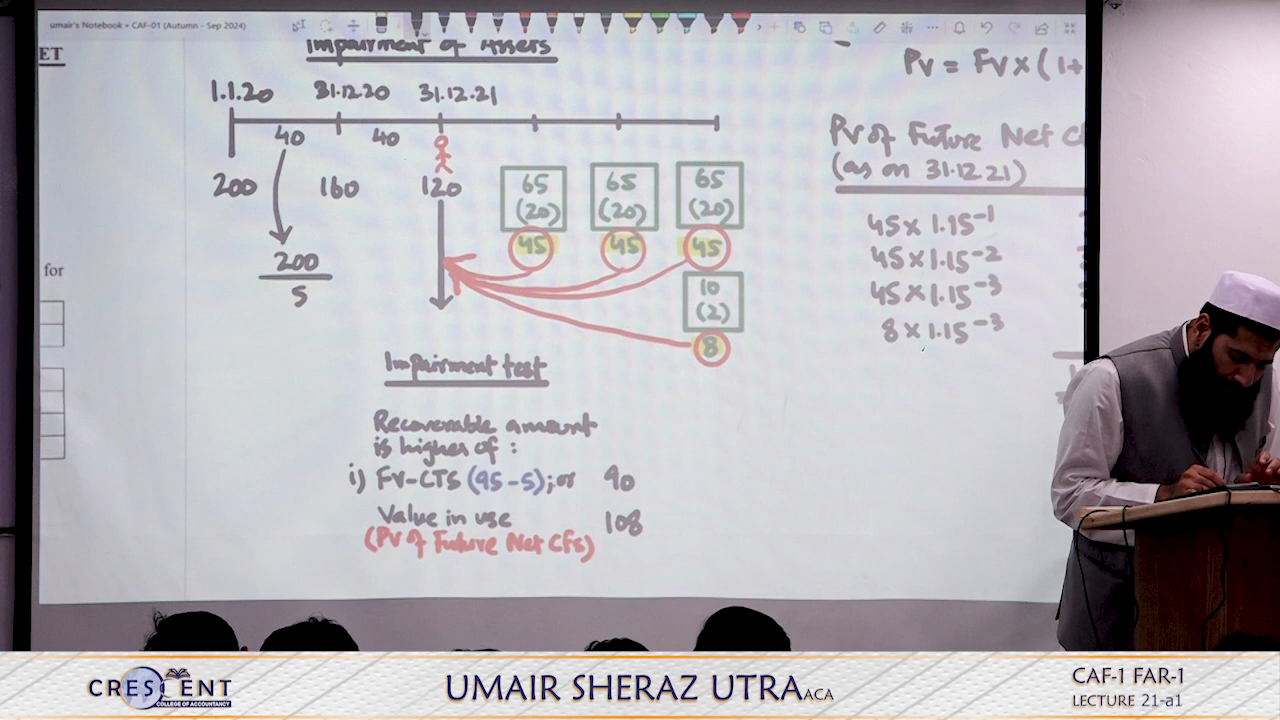 umair's Notebook - CAF-01 (Autumn - Sep 2024)
ET
for
Impairment of Assets
1.1.20 31.12.20 31.12.21
40 40
200 160 120
200
5
65 65 65
(20) (20) (20)
45 45 45
10
(2)
8
Impairment test
Recoverable amount
is higher of :
i) FV-CTS (95-5); or 90
Value in use 108
(PV of Future Net CFs)
PV = FV × (1+
PV of Future Net C
(as on 31.12.21)
45 × 1.15⁻¹
45 × 1.15⁻²
45 × 1.15⁻³
8 × 1.15⁻³
CRESCENT
COLLEGE OF ACCOUNTANCY
UMAIR SHERAZ UTRA ACA
CAF-1 FAR-1
LECTURE 21-a1